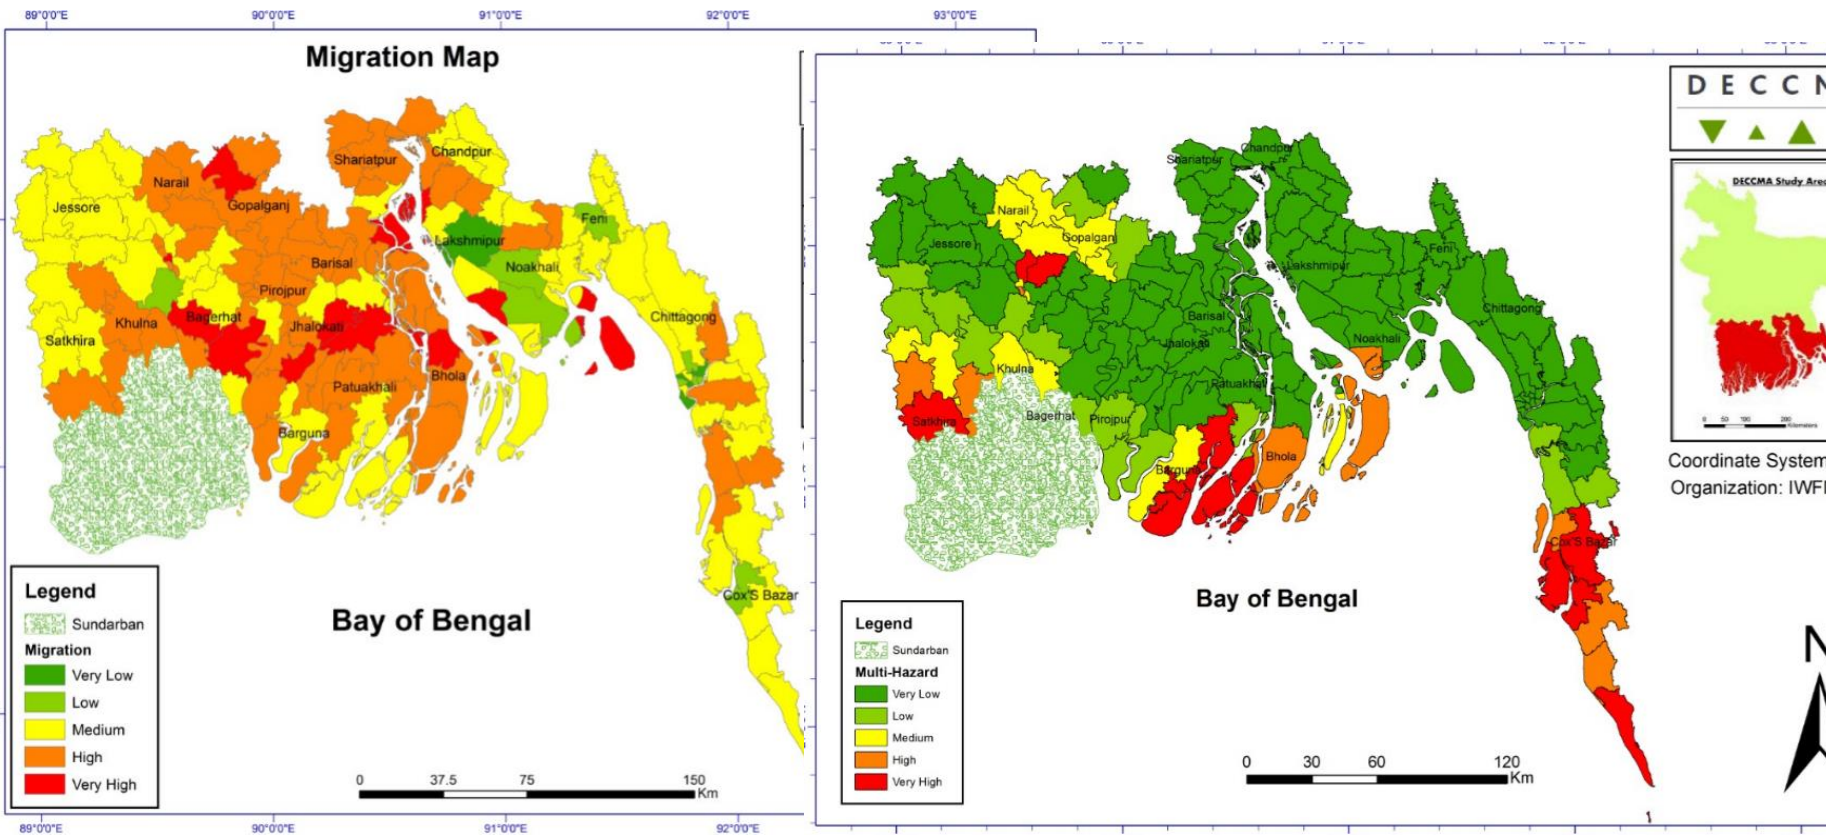 89°0'0"E 90°0'0"E 91°0'0"E 92°0'0"E 93°0'0"E
Migration Map
Shariatpur
Chandpur
Narail
Jessore
Gopalganj
Feni
Lakshmipur
Barisal
Noakhali
Pirojpur
Bagerhat
Khulna
Jhalokati
Chittagong
Satkhira
Bhola
Patuakhali
Barguna
Cox'S Bazar
Bay of Bengal
Legend
Sundarban
Migration
Very Low
Low
Medium
High
Very High
0 37.5 75 150
Km
89°0'0"E 90°0'0"E 91°0'0"E 92°0'0"E
D E C C
DECCMA Study Area
0 50 100 200
Kilometers
Coordinate System
Organization: IWF
Chandpur
Shariatpur
Narail
Gopalganj
Jessore
Feni
Lakshmipur
Chittagong
Barisal
Noakhali
Jhalokati
Khulna
Patuakhali
Satkhira
Bagerhat
Pirojpur
Bhola
Barguna
Cox'S Bazar
Bay of Bengal
Legend
Sundarban
Multi-Hazard
Very Low
Low
Medium
High
Very High
0 30 60 120
Km
N